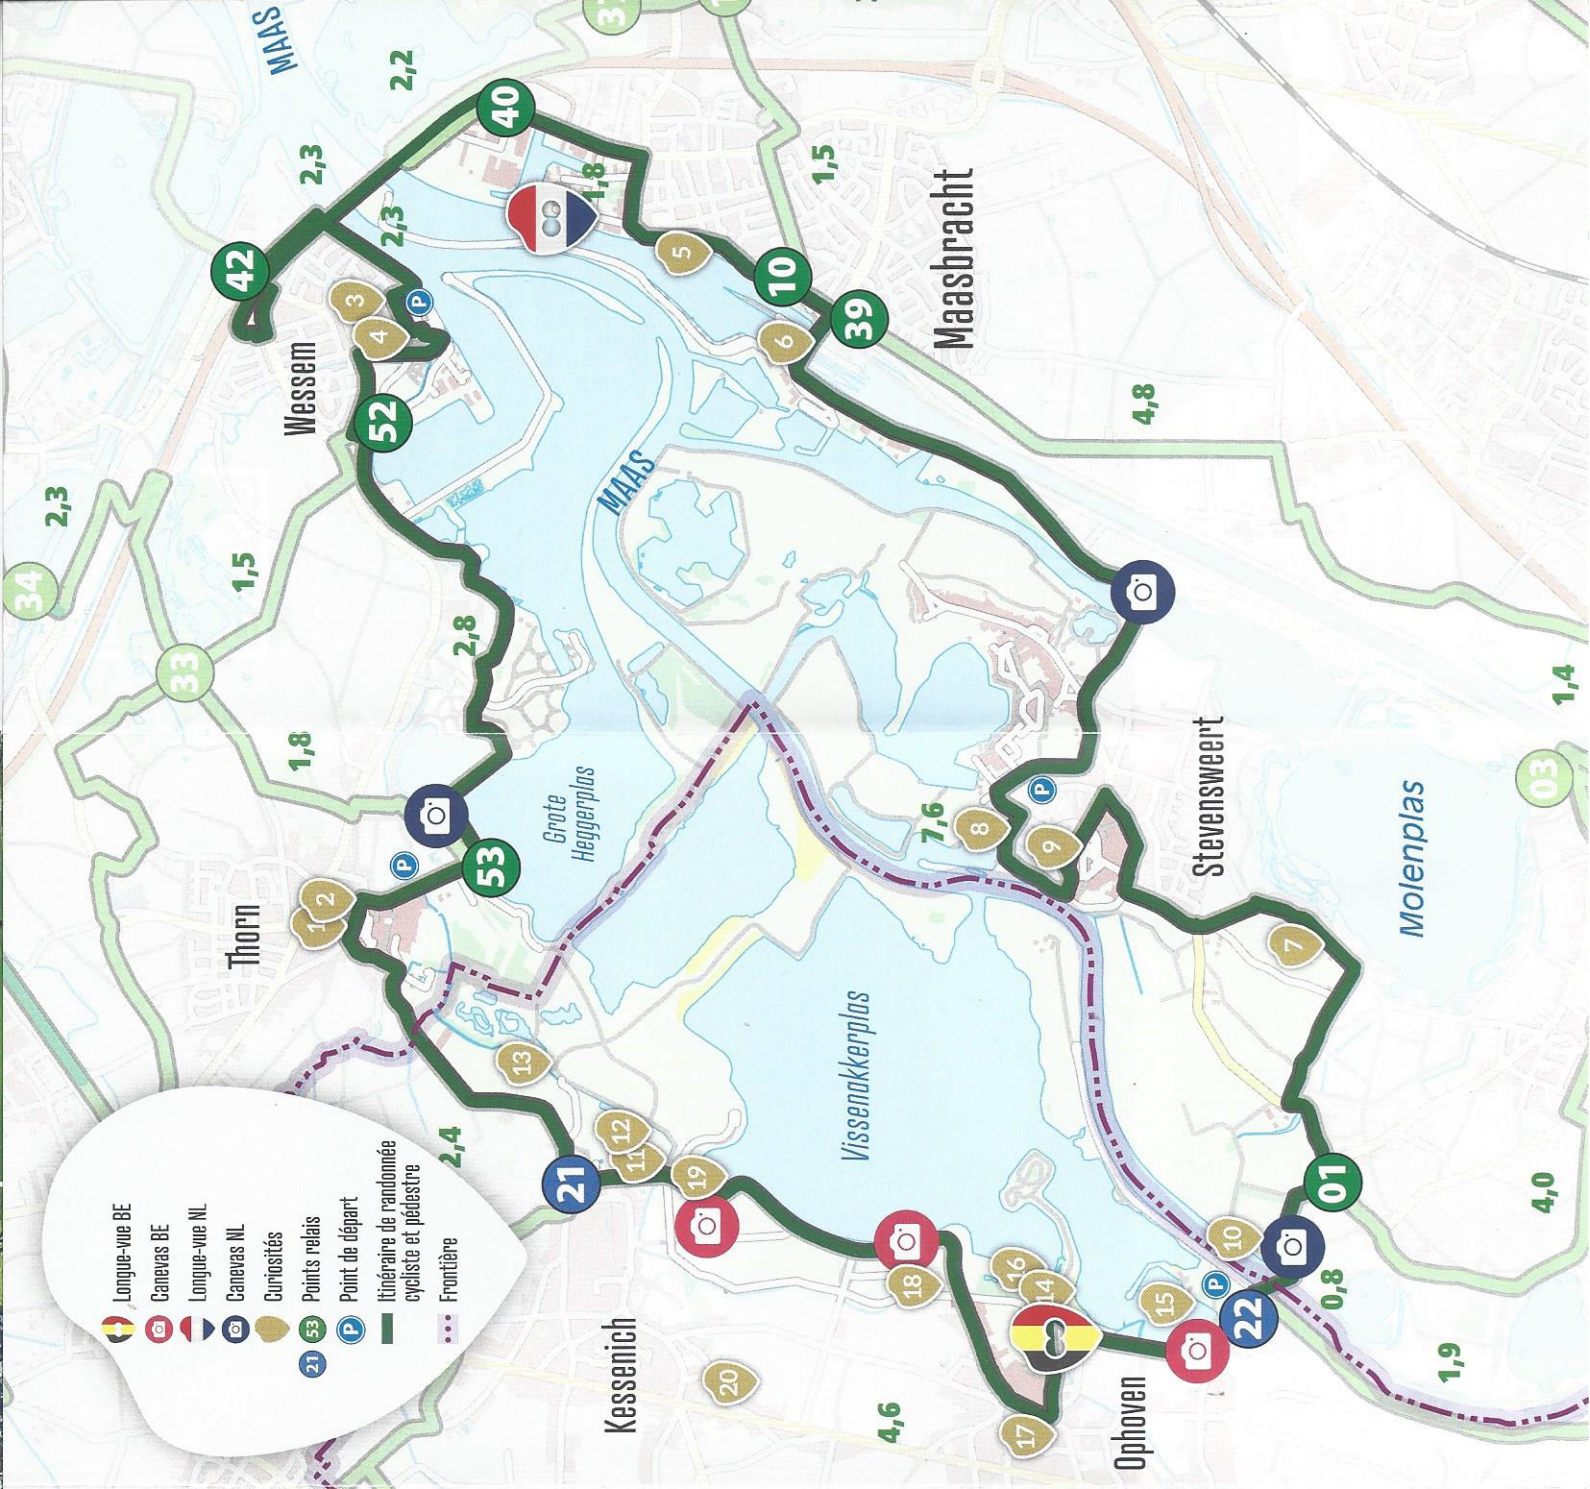 Longue-vue BE
Canevas BE
Longue-vue NL
Canevas NL
Curiosités
21 53 Points relais
P Point de départ
Itinéraire de randonnée
cycliste et pédestre
Frontière
MAAS
2,2
40
2,3
42
2,3
1,8
1,5
3
4
P
5
10
39
6
Maasbracht
Wessem
52
4,8
MAAS
2,3
34
1,5
33
2,8
1,8
1,4
03
Grote
Heggerplas
P
53
Thorn
1
2
7,6
8
P
9
Stevensweert
Molenplas
7
Vissenakkerplas
13
2,4
12
11
21
19
01
4,0
10
0,8
P
22
15
16
14
18
1,9
Kessenich
20
4,6
17
Ophoven